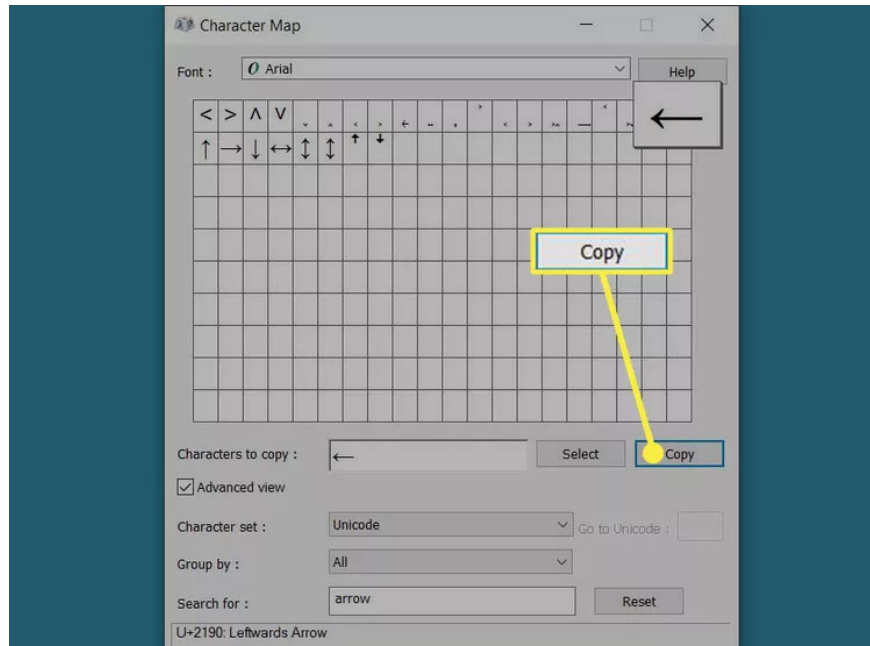 Character Map
Font : O Arial Help
< > ˄ ˅ ˬ ꞈ ˂ ˃
←
↑ → ↓ ↔ ↕ ↕ ꜛ ꜜ
Copy
Characters to copy : ← Select Copy
Advanced view
Character set : Unicode Go to Unicode :
Group by : All
Search for : arrow Reset
U+2190: Leftwards Arrow